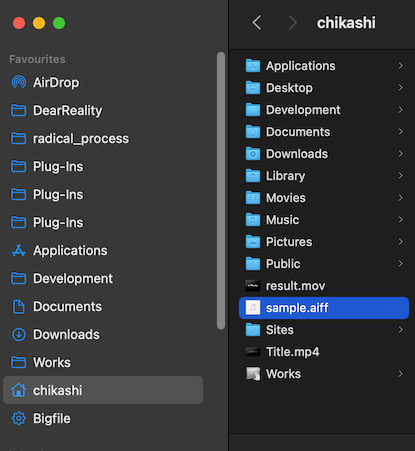 Favourites
AirDrop
DearReality
radical_process
Plug-Ins
Plug-Ins
Plug-Ins
Applications
Development
Documents
Downloads
Works
chikashi
Bigfile
chikashi
Applications
Desktop
Development
Documents
Downloads
Library
Movies
Music
Pictures
Public
result.mov
sample.aiff
Sites
Title.mp4
Works